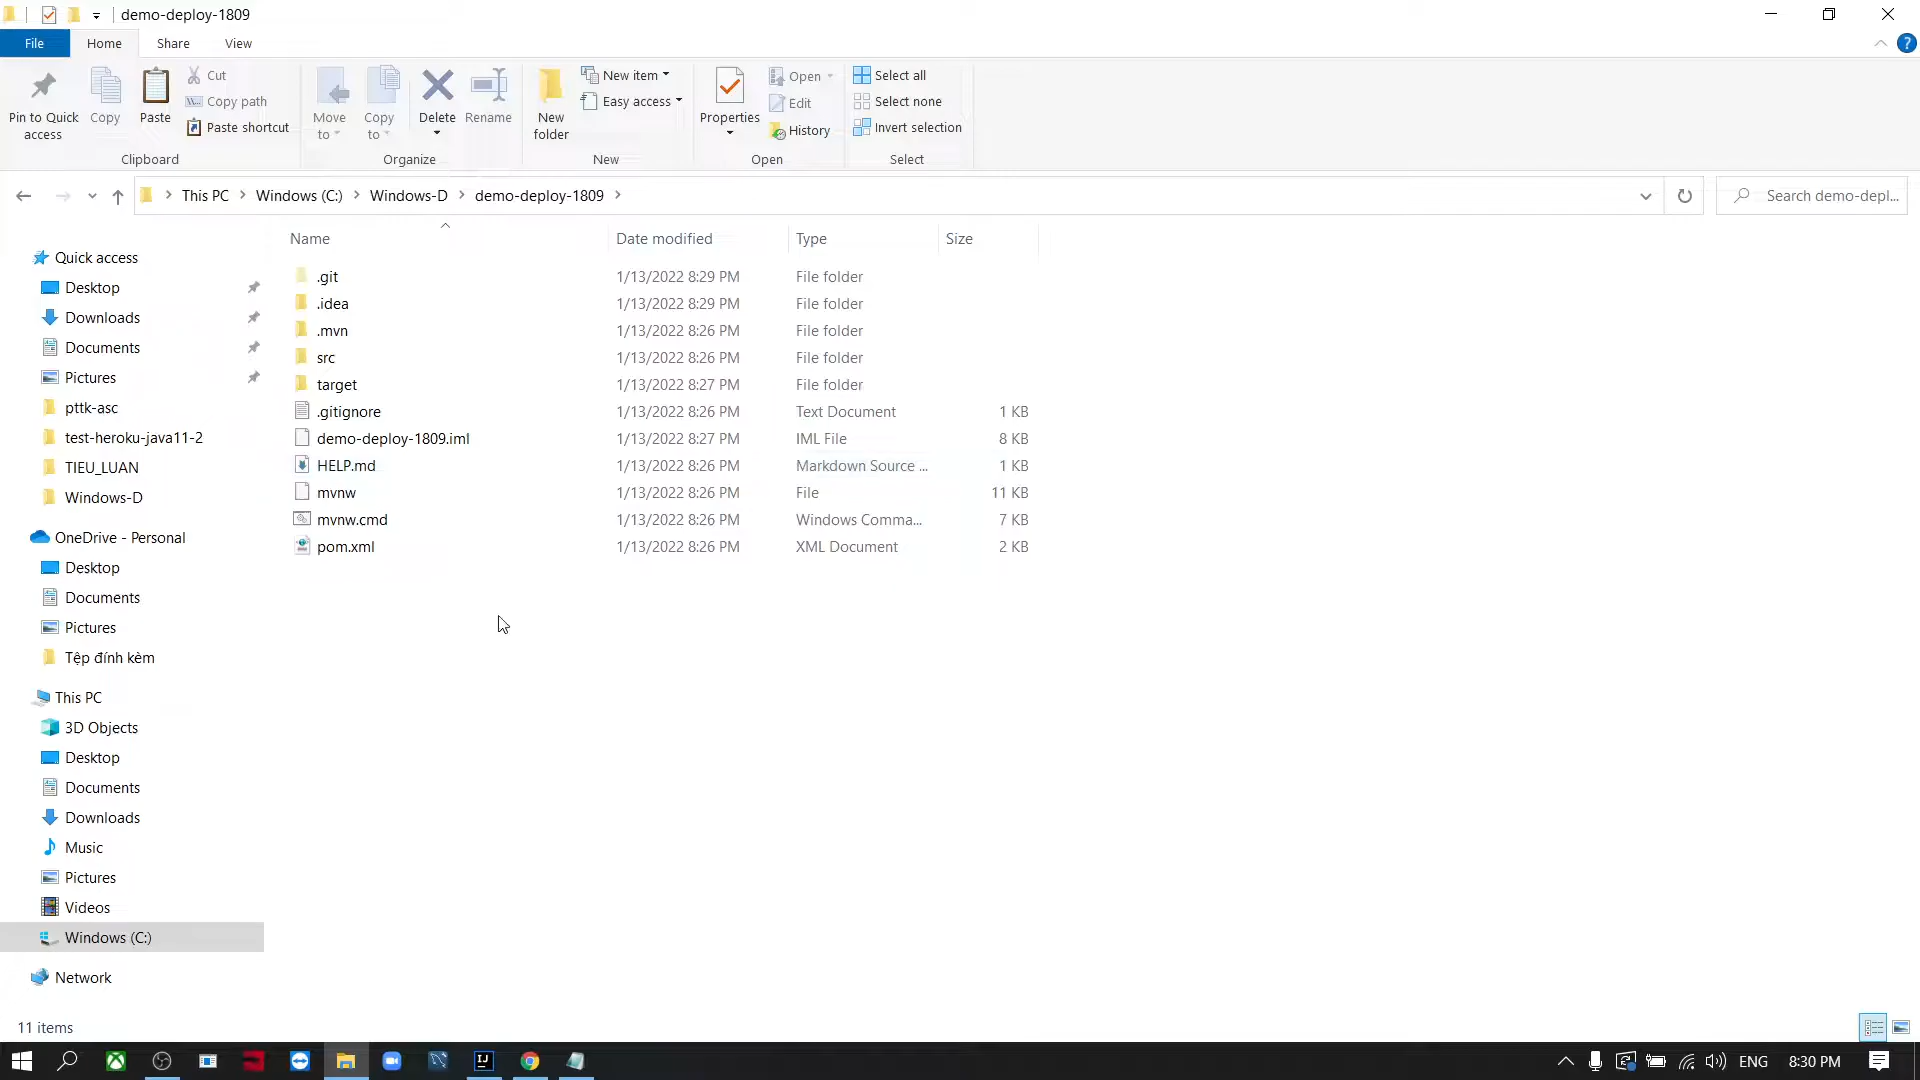 demo-deploy-1809
File Home Share View
Pin to Quick access
Copy
Paste
Cut
Copy path
Paste shortcut
Clipboard
Move to
Copy to
Delete
Rename
Organize
New folder
New item
Easy access
New
Properties
Open
Edit
History
Open
Select all
Select none
Invert selection
Select
This PC Windows (C:) Windows-D demo-deploy-1809
Search demo-depl...
Name Date modified Type Size
.git 1/13/2022 8:29 PM File folder
.idea 1/13/2022 8:29 PM File folder
.mvn 1/13/2022 8:26 PM File folder
src 1/13/2022 8:26 PM File folder
target 1/13/2022 8:27 PM File folder
.gitignore 1/13/2022 8:26 PM Text Document 1 KB
demo-deploy-1809.iml 1/13/2022 8:27 PM IML File 8 KB
HELP.md 1/13/2022 8:26 PM Markdown Source ... 1 KB
mvnw 1/13/2022 8:26 PM File 11 KB
mvnw.cmd 1/13/2022 8:26 PM Windows Comma... 7 KB
pom.xml 1/13/2022 8:26 PM XML Document 2 KB
Quick access
Desktop
Downloads
Documents
Pictures
pttk-asc
test-heroku-java11-2
TIEU_LUAN
Windows-D
OneDrive - Personal
Desktop
Documents
Pictures
Tệp đính kèm
This PC
3D Objects
Desktop
Documents
Downloads
Music
Pictures
Videos
Windows (C:)
Network
11 items
ENG 8:30 PM